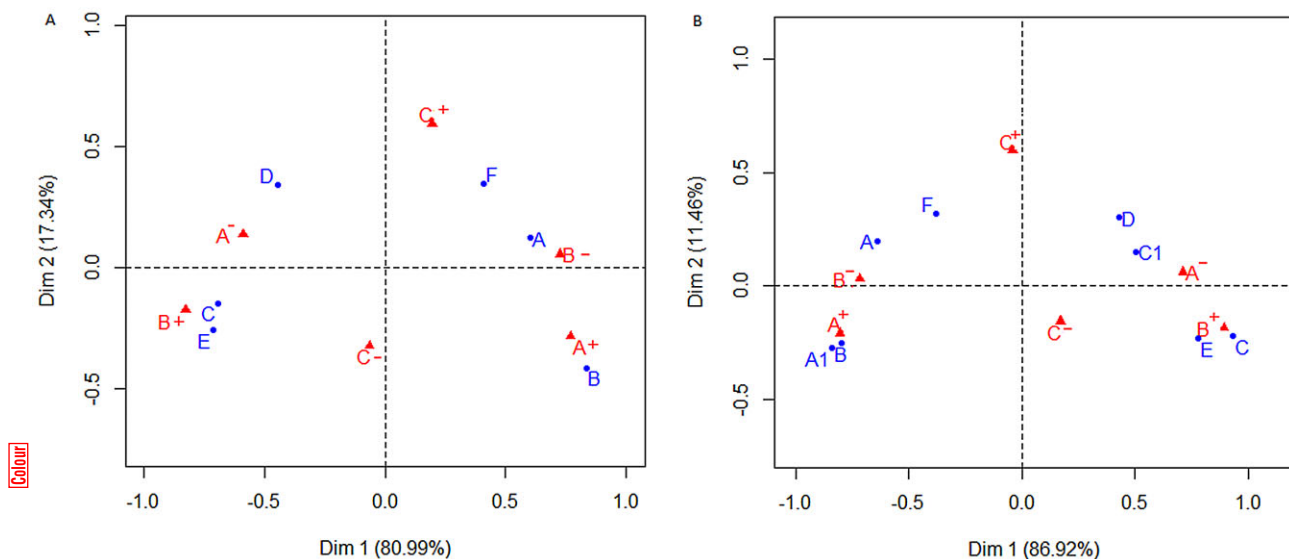 A
1.0
0.5
0.0
-0.5
Dim 2 (17.34%)
C +
D
F
A -
A
B -
C
B +
E
C -
A +
B
-1.0
-0.5
0.0
0.5
1.0
Dim 1 (80.99%)
Colour
B
1.0
0.5
0.0
-0.5
Dim 2 (11.46%)
C +
F
D
A
C1
B -
A -
A +
C -
B +
A1
B
E
C
-1.0
-0.5
0.0
0.5
1.0
Dim 1 (86.92%)